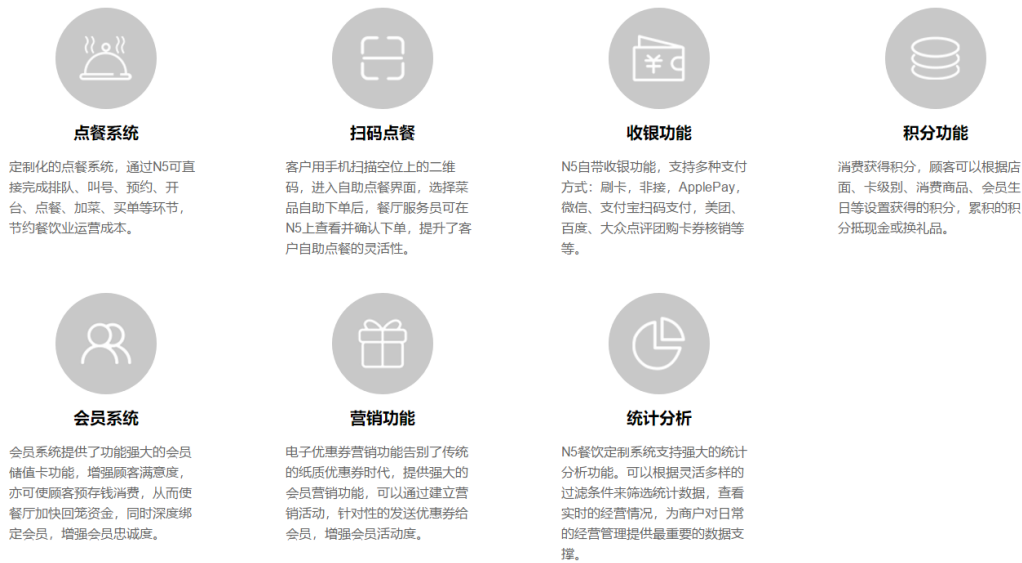 点餐系统
定制化的点餐系统，通过N5可直
接完成排队、叫号、预约、开
台、点餐、加菜、买单等环节，
节约餐饮业运营成本。
扫码点餐
客户用手机扫描空位上的二维
码，进入自助点餐界面，选择菜
品自助下单后，餐厅服务员可在
N5上查看并确认下单，提升了客
户自助点餐的灵活性。
收银功能
N5自带收银功能，支持多种支付
方式：刷卡，非接，ApplePay，
微信、支付宝扫码支付，美团、
百度、大众点评团购卡券核销等
等。
积分功能
消费获得积分，顾客可以根据店
面、卡级别、消费商品、会员生
日等设置获得的积分，累积的积
分抵现金或换礼品。
会员系统
会员系统提供了功能强大的会员
储值卡功能，增强顾客满意度，
亦可使顾客预存钱消费，从而使
餐厅加快回笼资金，同时深度绑
定会员，增强会员忠诚度。
营销功能
电子优惠券营销功能告别了传统
的纸质优惠券时代，提供强大的
会员营销功能，可以通过建立营
销活动，针对性的发送优惠券给
会员，增强会员活动度。
统计分析
N5餐饮定制系统支持强大的统计
分析功能。可以根据灵活多样的
过滤条件来筛选统计数据，查看
实时的经营情况，为商户对日常
的经营管理提供最重要的数据支
撑。